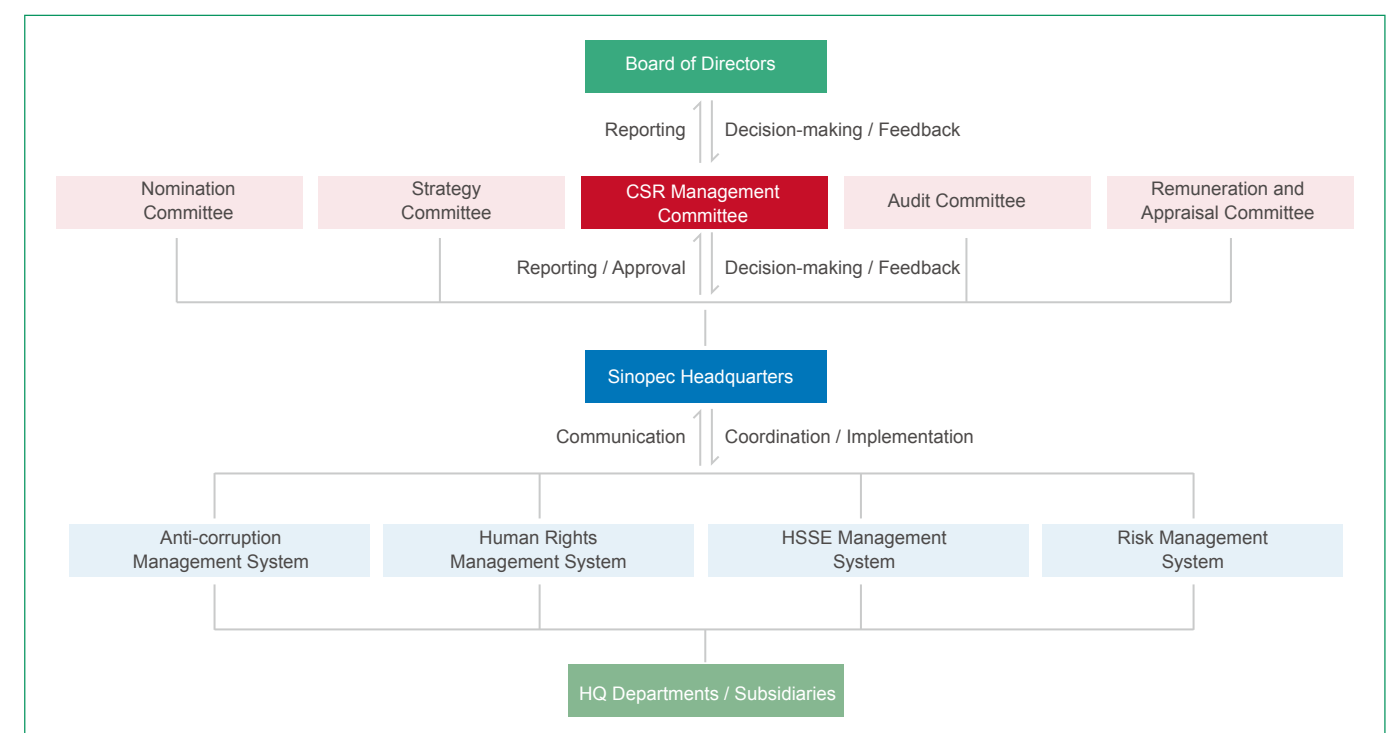 Board of Directors
Reporting
Decision-making / Feedback
Nomination
Committee
Strategy
Committee
CSR Management
Committee
Audit Committee
Remuneration and
Appraisal Committee
Reporting / Approval
Decision-making / Feedback
Sinopec Headquarters
Communication
Coordination / Implementation
Anti-corruption
Management System
Human Rights
Management System
HSSE Management
System
Risk Management
System
HQ Departments / Subsidiaries